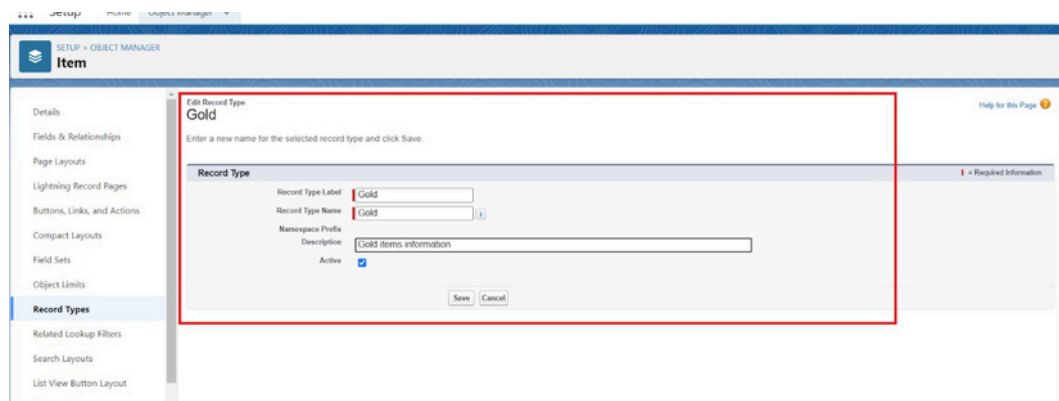 Setup Home Object Manager
SETUP > OBJECT MANAGER
Item
Details
Fields & Relationships
Page Layouts
Lightning Record Pages
Buttons, Links, and Actions
Compact Layouts
Field Sets
Object Limits
Record Types
Related Lookup Filters
Search Layouts
List View Button Layout
Edit Record Type
Gold
Help for this Page
Enter a new name for the selected record type and click Save.
Record Type
= Required Information
Record Type Label Gold
Record Type Name Gold i
Namespace Prefix
Description Gold items information
Active
Save Cancel